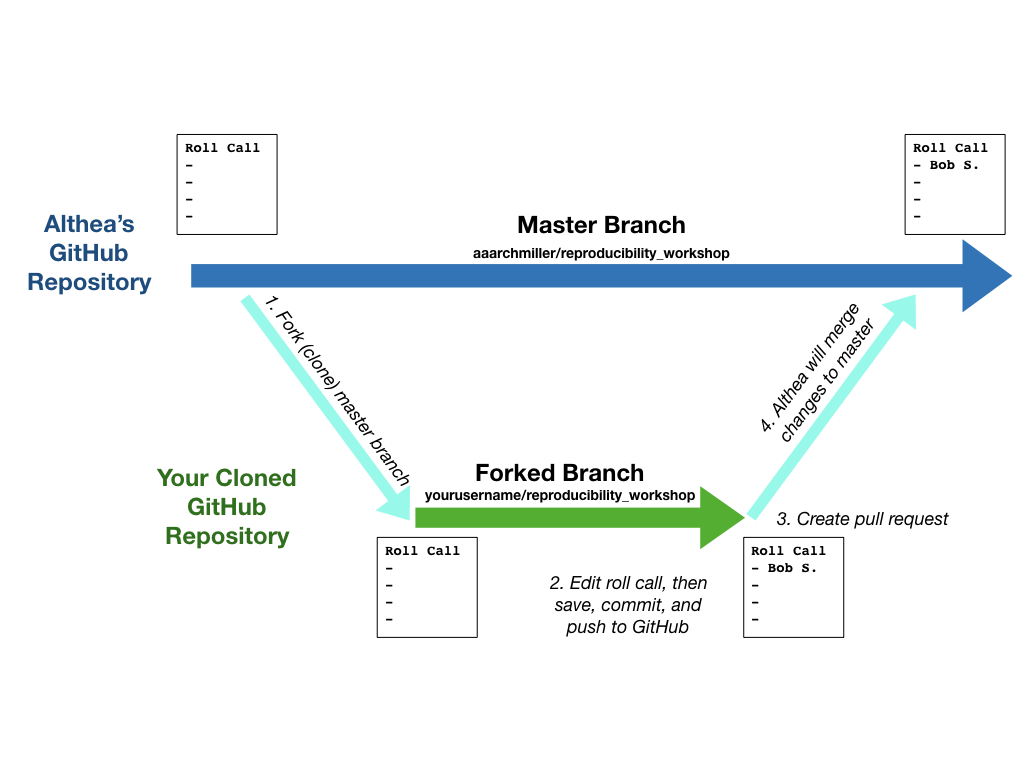 Roll Call
-
-
-
-
Roll Call
- Bob S.
-
-
-
Althea’s
GitHub
Repository
Master Branch
aaarchmiller/reproducibility_workshop
1. Fork (clone) master branch
4. Althea will merge
changes to master
Your Cloned
GitHub
Repository
Forked Branch
yourusername/reproducibility_workshop
3. Create pull request
Roll Call
-
-
-
-
2. Edit roll call, then
save, commit, and
push to GitHub
Roll Call
- Bob S.
-
-
-